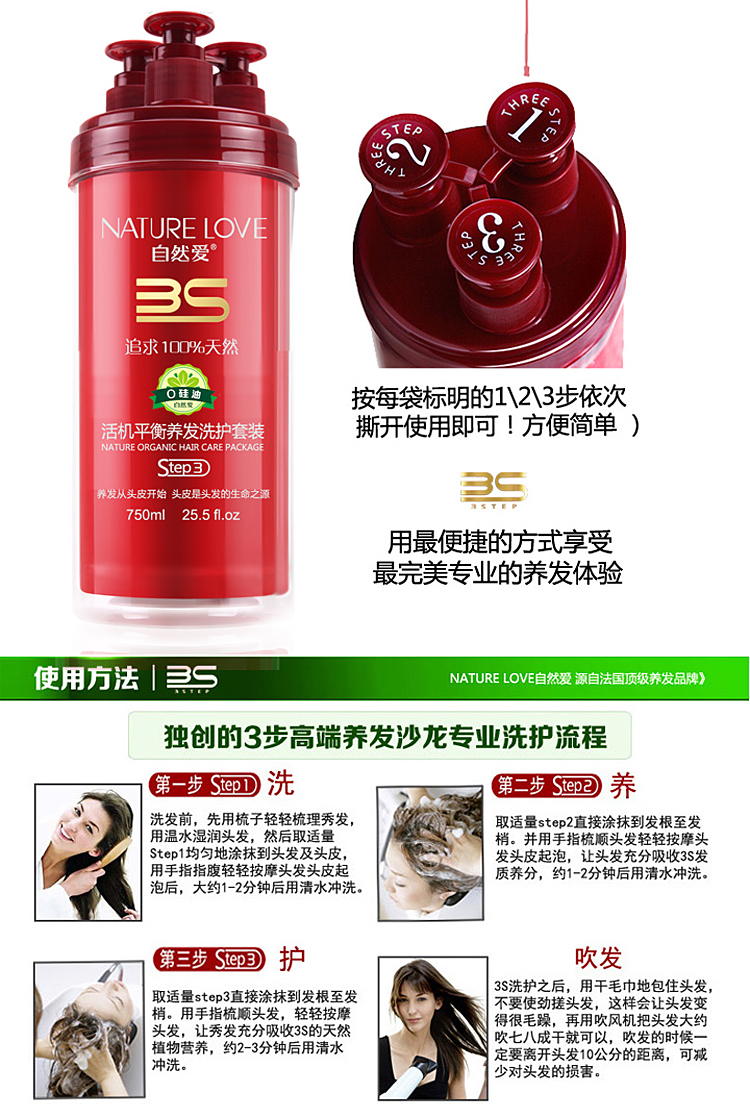 NATURE LOVE
自然爱®
3S
追求100%天然
0硅油
自然爱
活机平衡养发洗护套装
NATURE ORGANIC HAIR CARE PACKAGE
Step3
养发从头皮开始 头皮是头发的生命之源
750ml 25.5 fl.oz
THREE STEP
1
THREE STEP
2
THREE STEP
3
按每袋标明的1\2\3步依次
撕开使用即可！方便简单 )
3S
3STEP
用最便捷的方式享受
最完美专业的养发体验
使用方法 | 3S
3STEP
NATURE LOVE自然爱 源自法国顶级养发品牌》
独创的3步高端养发沙龙专业洗护流程
第一步 Step1 洗
洗发前，先用梳子轻轻梳理秀发，
用温水湿润头发，然后取适量
Step1均匀地涂抹到头发及头皮，
用手指指腹轻轻按摩头发头皮起
泡后，大约1-2分钟后用清水冲洗。
第二步 Step2 养
取适量step2直接涂抹到发根至发
梢。并用手指梳顺头发轻轻按摩头
发头皮起泡，让头发充分吸收3S发
质养分，约1-2分钟后用清水冲洗。
第三步 Step3 护
取适量step3直接涂抹到发根至发
梢。用手指梳顺头发，轻轻按摩
头发，让秀发充分吸收3S的天然
植物营养，约2-3分钟后用清水
冲洗。
吹发
3S洗护之后，用干毛巾地包住头发，
不要使劲搓头发，这样会让头发变
得很毛躁，再用吹风机把头发大约
吹七八成干就可以，吹发的时候一
定要离开头发10公分的距离，可减
少对头发的损害。